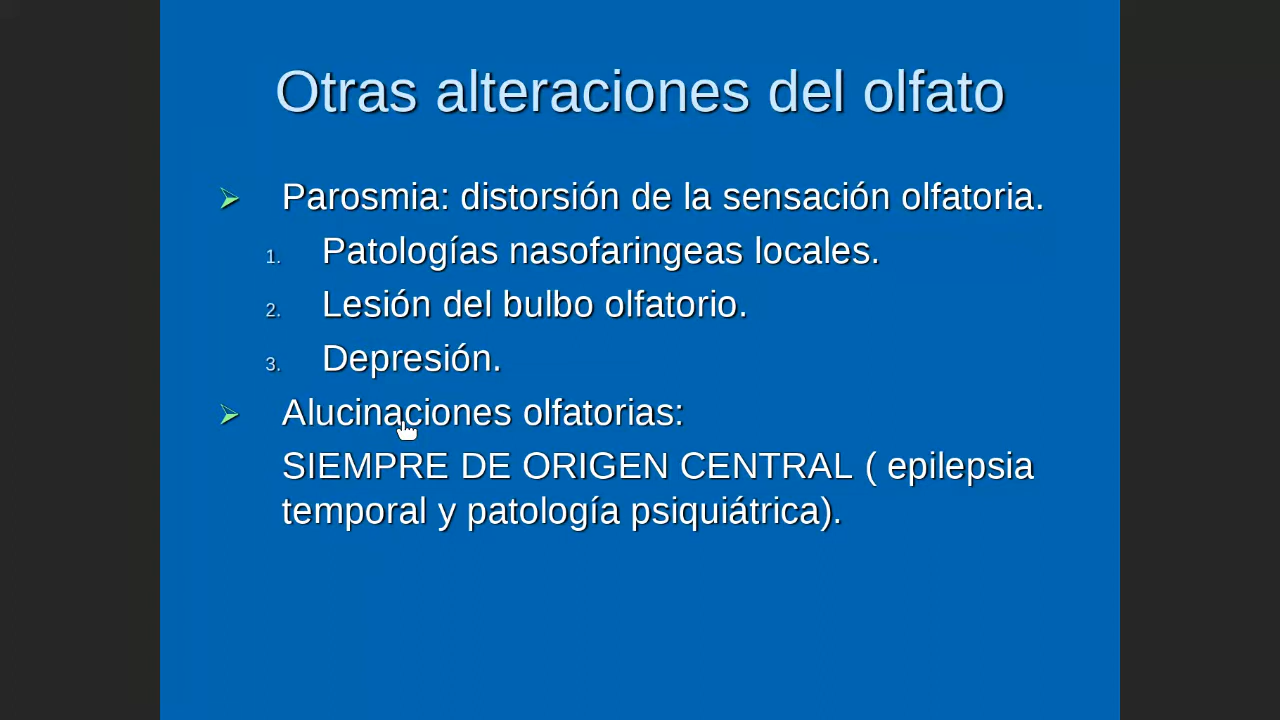 Otras alteraciones del olfato
Parosmia: distorsión de la sensación olfatoria.
1. Patologías nasofaringeas locales.
2. Lesión del bulbo olfatorio.
3. Depresión.
Alucinaciones olfatorias:
SIEMPRE DE ORIGEN CENTRAL ( epilepsia
temporal y patología psiquiátrica).